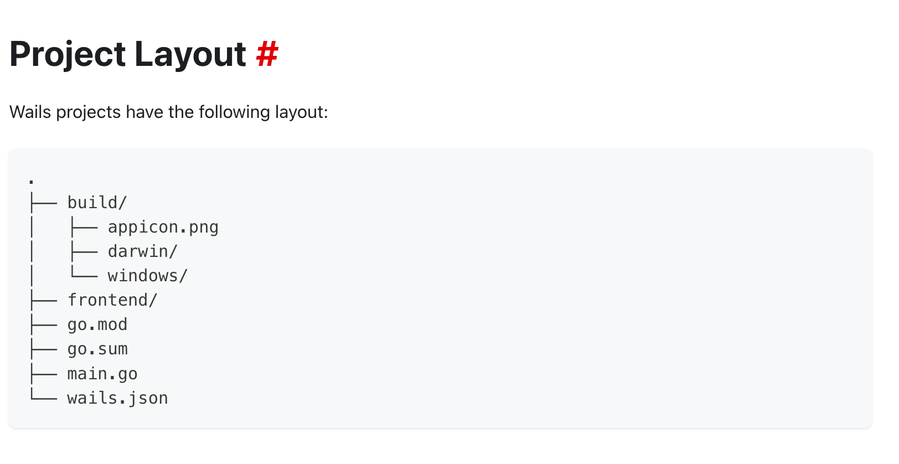 Project Layout #
Wails projects have the following layout:
.
├── build/
│   ├── appicon.png
│   ├── darwin/
│   └── windows/
├── frontend/
├── go.mod
├── go.sum
├── main.go
└── wails.json